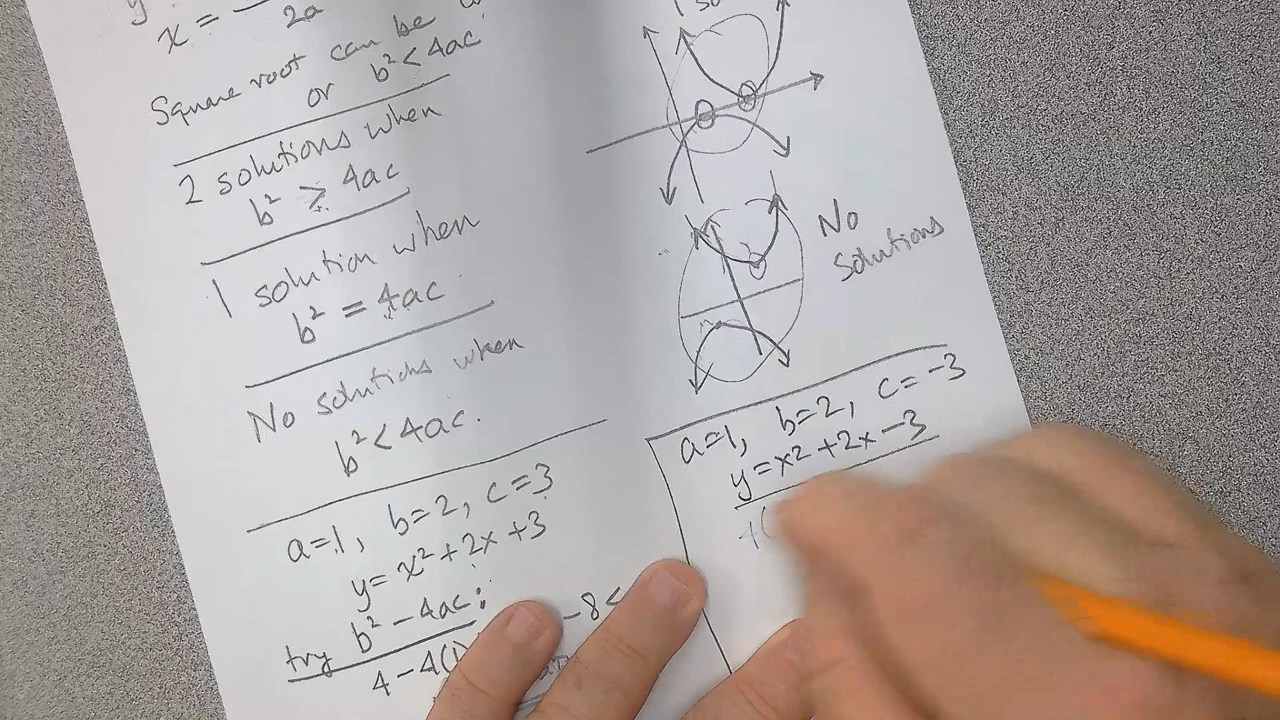 x =
2a
Square root can be
or b² < 4ac
2 solutions when
b² ≥ 4ac
1 solution when
b² = 4ac
No solutions when
b² < 4ac.
a=1, b=2, c=3
y = x² + 2x + 3
try b² - 4ac:
4 - 4(1) -8 <
No
solutions
a=1, b=2, c=-3
y = x² + 2x - 3
4(